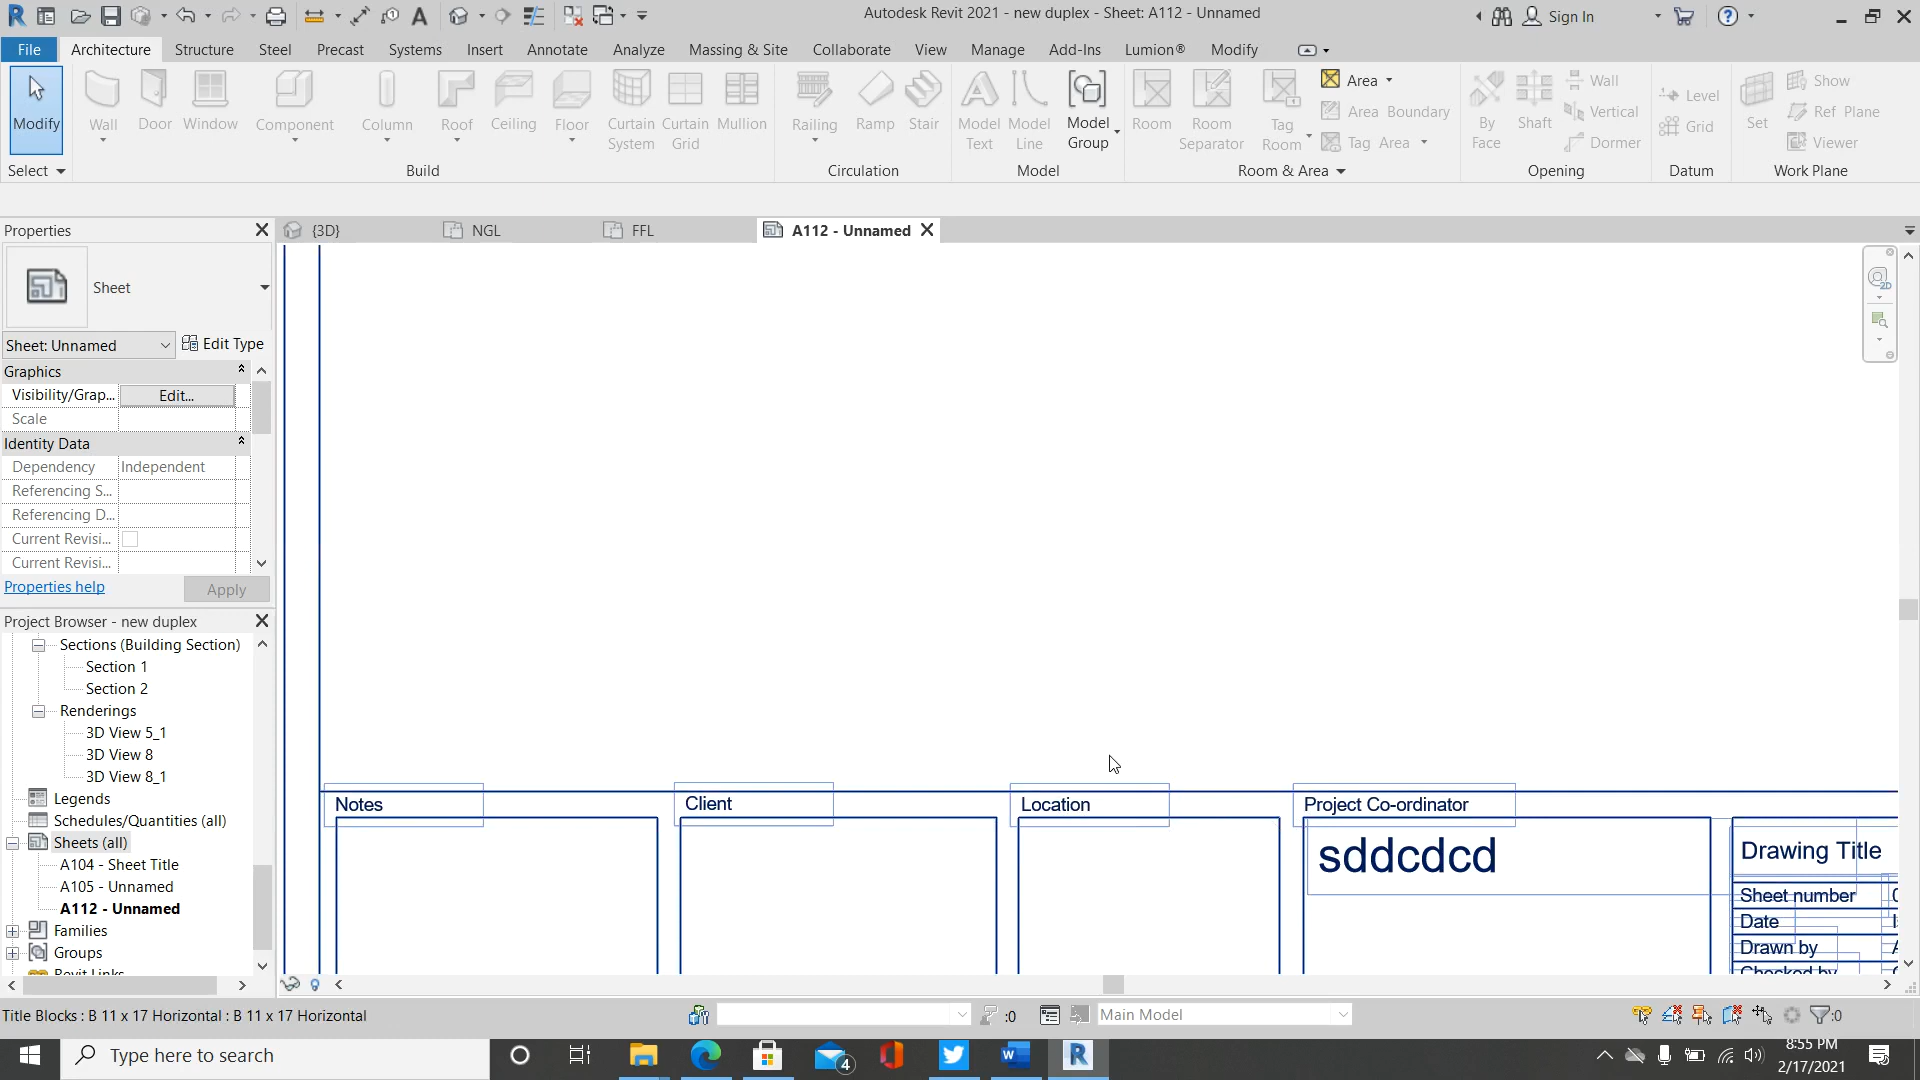 Autodesk Revit 2021 - new duplex - Sheet: A112 - Unnamed
Sign In
File Architecture Structure Steel Precast Systems Insert Annotate Analyze Massing & Site Collaborate View Manage Add-Ins Lumion® Modify
Modify Wall Door Window Component Column Roof Ceiling Floor Curtain System Curtain Grid Mullion Railing Ramp Stair Model Text Model Line Model Group Room Room Separator Tag Room Area Area Boundary Tag Area By Face Shaft Wall Vertical Dormer Level Grid Set Show Ref Plane Viewer
Select Build Circulation Model Room & Area Opening Datum Work Plane
Properties
{3D} NGL FFL A112 - Unnamed
Sheet
Sheet: Unnamed Edit Type
Graphics
Visibility/Grap... Edit...
Scale
Identity Data
Dependency Independent
Referencing S...
Referencing D...
Current Revisi...
Current Revisi...
Properties help Apply
Project Browser - new duplex
Sections (Building Section)
Section 1
Section 2
Renderings
3D View 5_1
3D View 8
3D View 8_1
Legends
Schedules/Quantities (all)
Sheets (all)
A104 - Sheet Title
A105 - Unnamed
A112 - Unnamed
Families
Groups
Revit Links
2D
Notes Client Location Project Co-ordinator
sddcdcd
Drawing Title
Sheet number
Date
Drawn by
Checked by
Title Blocks : B 11 x 17 Horizontal : B 11 x 17 Horizontal
:0 Main Model :0
Type here to search
4
8:55 PM
2/17/2021